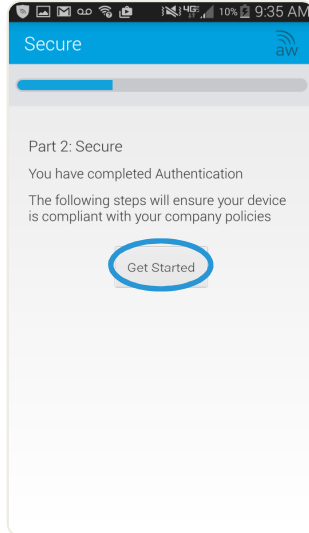 4G 10% 9:35 AM
Secure
aw
Part 2: Secure
You have completed Authentication
The following steps will ensure your device
is compliant with your company policies
Get Started